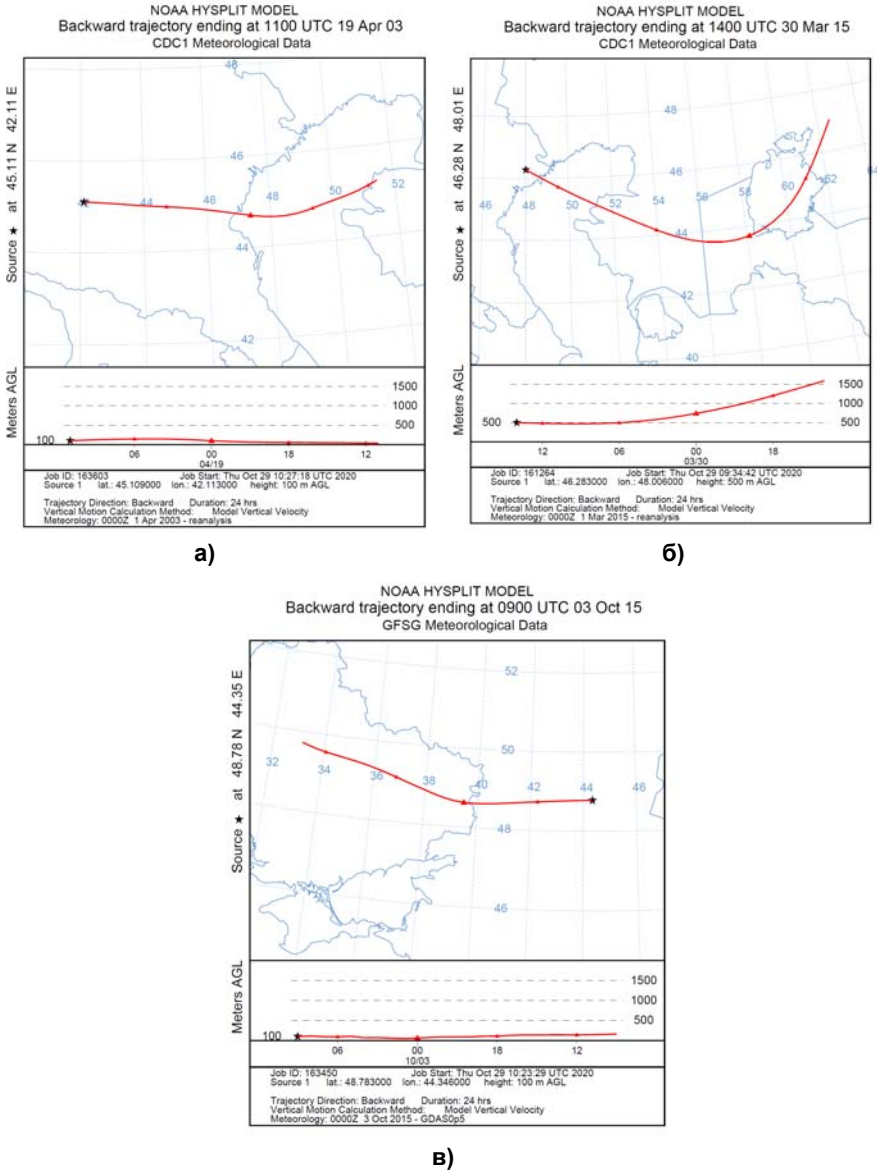 NOAA HYSPLIT MODEL
Backward trajectory ending at 1100 UTC 19 Apr 03
CDC1 Meteorological Data
Source ★ at 45.11 N 42.11 E
48
46
44
46
48
50
52
44
42
Meters AGL
1500
1000
500
100
06
00
18
12
04/19
Job ID: 163603 Job Start: Thu Oct 29 10:27:18 UTC 2020
Source 1 lat.: 45.109000 lon.: 42.113000 height: 100 m AGL
Trajectory Direction: Backward Duration: 24 hrs
Vertical Motion Calculation Method: Model Vertical Velocity
Meteorology: 0000Z 1 Apr 2003 - reanalysis
а)
NOAA HYSPLIT MODEL
Backward trajectory ending at 1400 UTC 30 Mar 15
CDC1 Meteorological Data
Source ★ at 46.28 N 48.01 E
48
46
46
48
50
52
54
56
58
60
62
64
44
42
40
Meters AGL
1500
1000
500
500
12
06
00
18
03/30
Job ID: 161264 Job Start: Thu Oct 29 09:34:42 UTC 2020
Source 1 lat.: 46.283000 lon.: 48.006000 height: 500 m AGL
Trajectory Direction: Backward Duration: 24 hrs
Vertical Motion Calculation Method: Model Vertical Velocity
Meteorology: 0000Z 1 Mar 2015 - reanalysis
б)
NOAA HYSPLIT MODEL
Backward trajectory ending at 0900 UTC 03 Oct 15
GFSG Meteorological Data
Source ★ at 48.78 N 44.35 E
52
50
32
34
36
38
40
42
44
46
48
46
Meters AGL
1500
1000
500
100
06
00
18
12
10/03
Job ID: 163450 Job Start: Thu Oct 29 10:23:29 UTC 2020
Source 1 lat.: 48.783000 lon.: 44.346000 height: 100 m AGL
Trajectory Direction: Backward Duration: 24 hrs
Vertical Motion Calculation Method: Model Vertical Velocity
Meteorology: 0000Z 3 Oct 2015 - GDAS0p5
в)